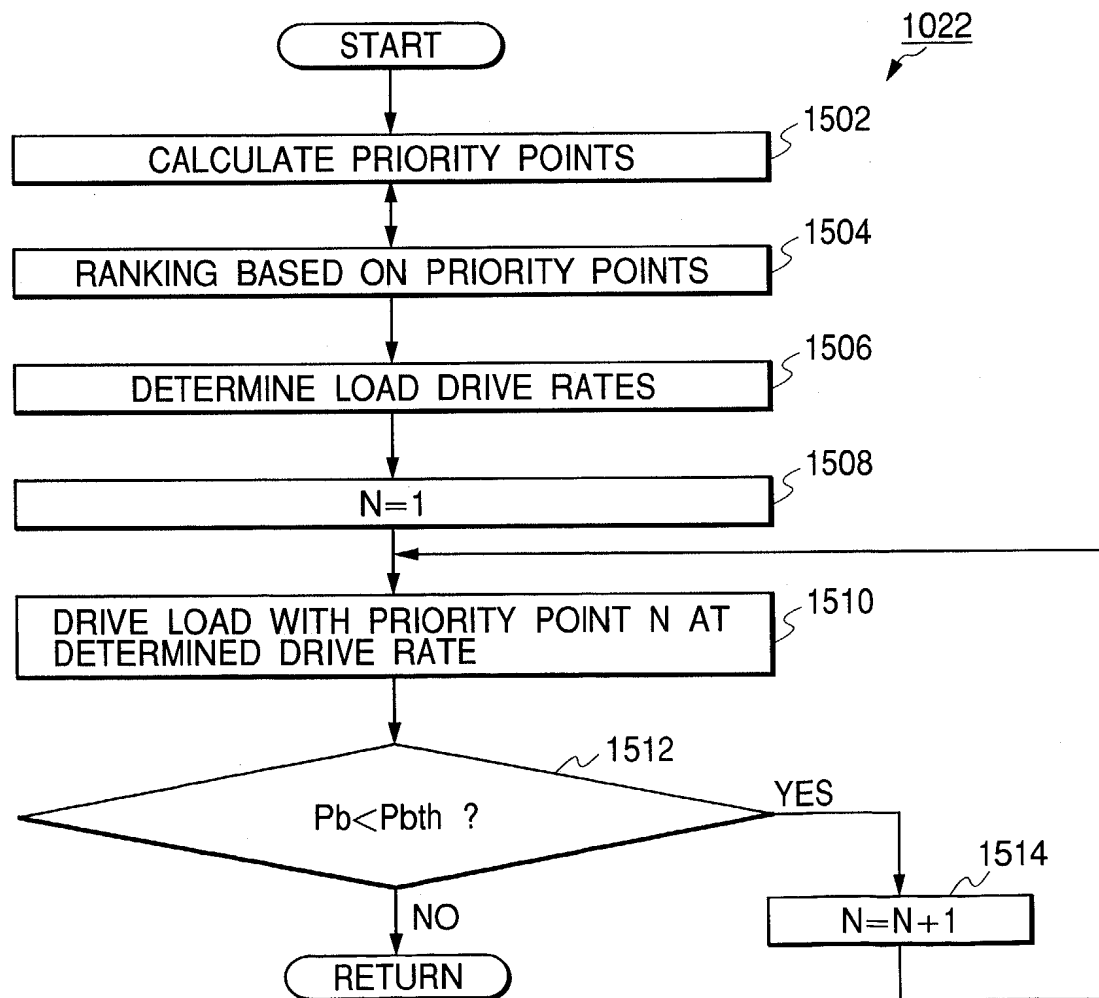 START
1022
1502
CALCULATE PRIORITY POINTS
1504
RANKING BASED ON PRIORITY POINTS
1506
DETERMINE LOAD DRIVE RATES
1508
N=1
1510
DRIVE LOAD WITH PRIORITY POINT N AT
DETERMINED DRIVE RATE
1512
Pb<Pbth ?
YES
1514
N=N+1
NO
RETURN